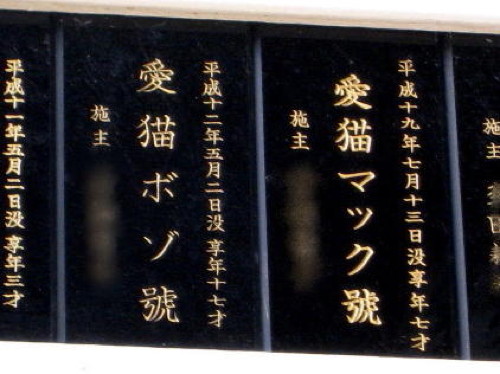 施主
平成十九年七月十三日没 享年七才
愛猫マック號
施主
平成十二年五月二日没 享年十七才
愛猫ボゾ號
施主
平成十一年五月二日没 享年三才